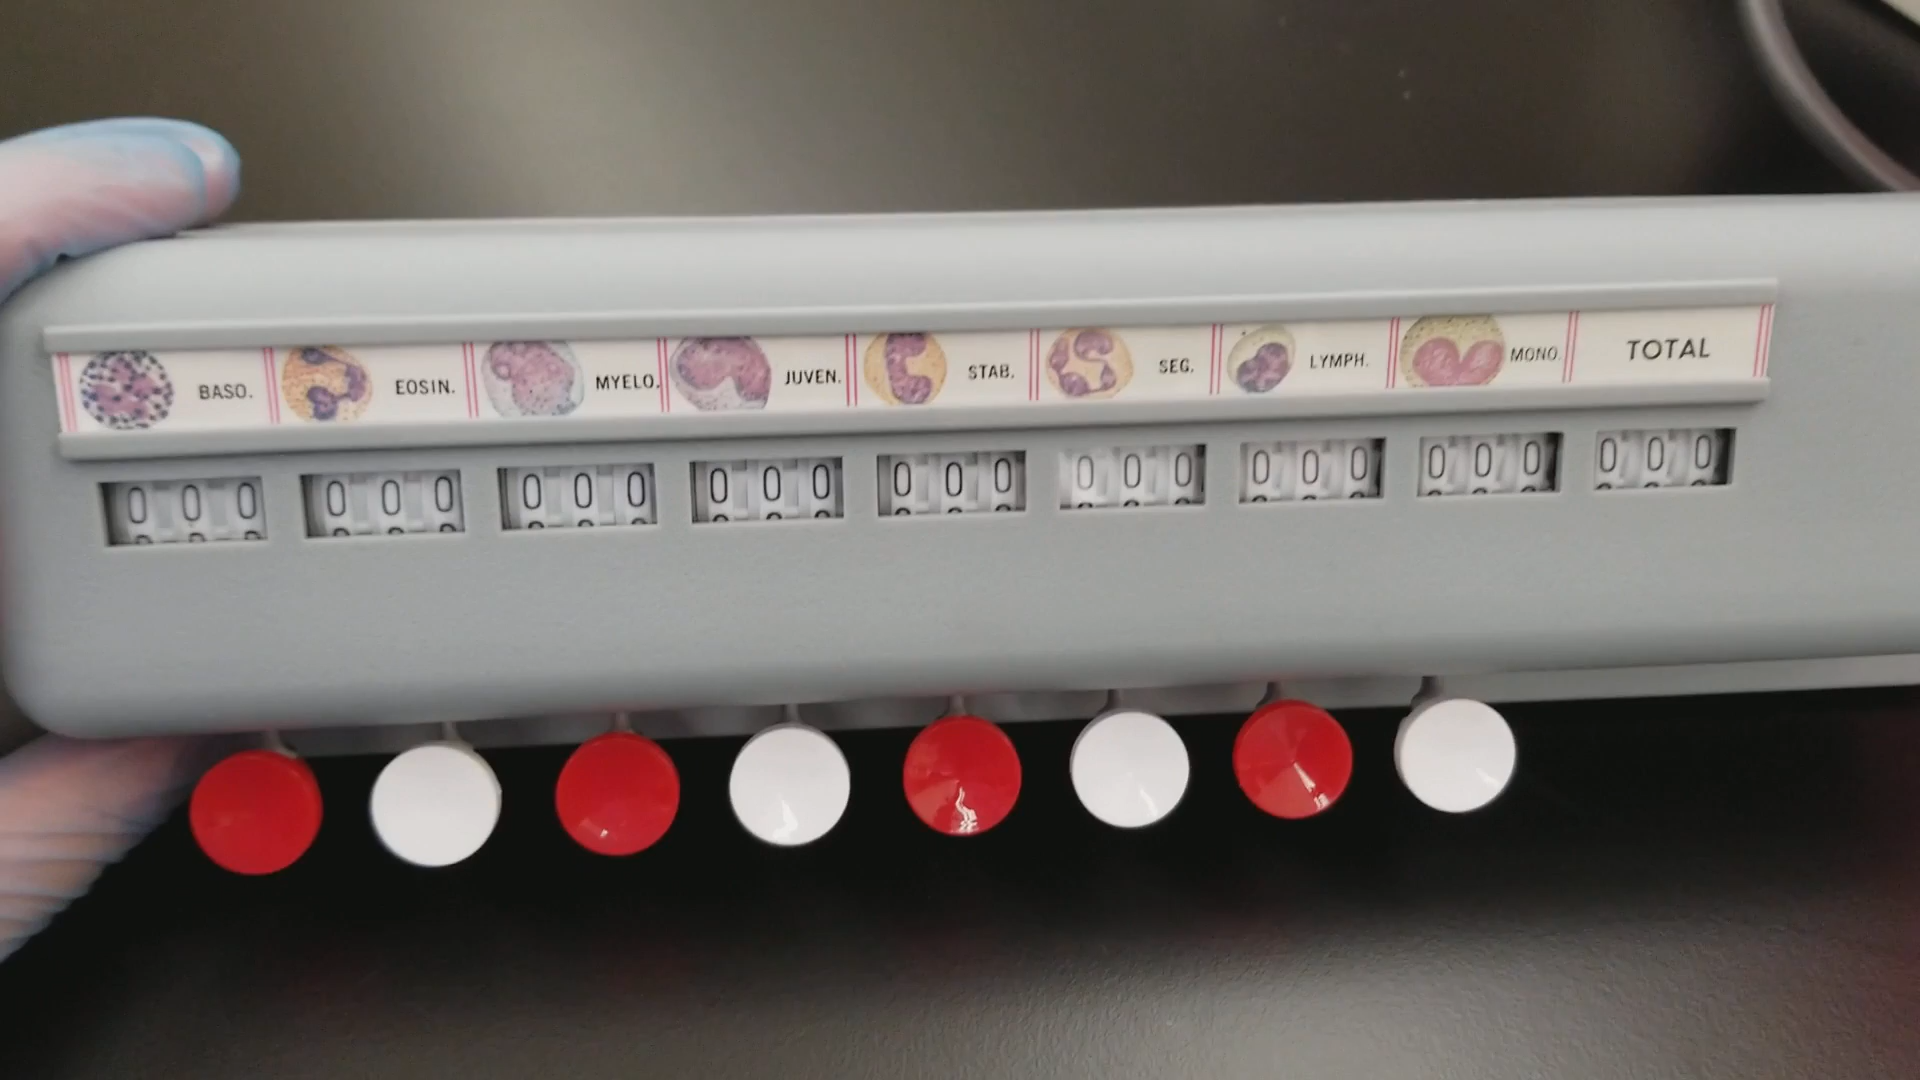 BASO. EOSIN. MYELO. JUVEN. STAB. SEG. LYMPH. MONO. TOTAL
000 000 000 000 000 000 000 000 000